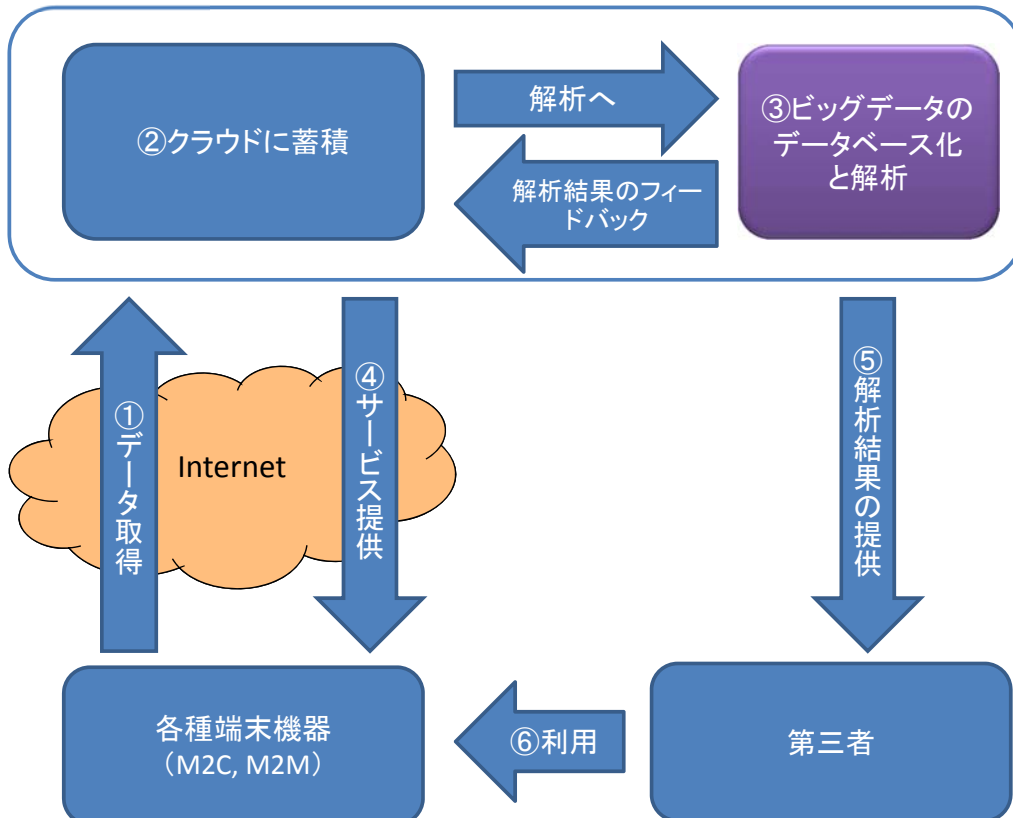 ②クラウドに蓄積
解析へ
解析結果のフィー
ドバック
③ビッグデータの
データベース化
と解析
①データ取得
Internet
④サービス提供
⑤解析結果の提供
各種端末機器
（M2C, M2M）
⑥利用
第三者